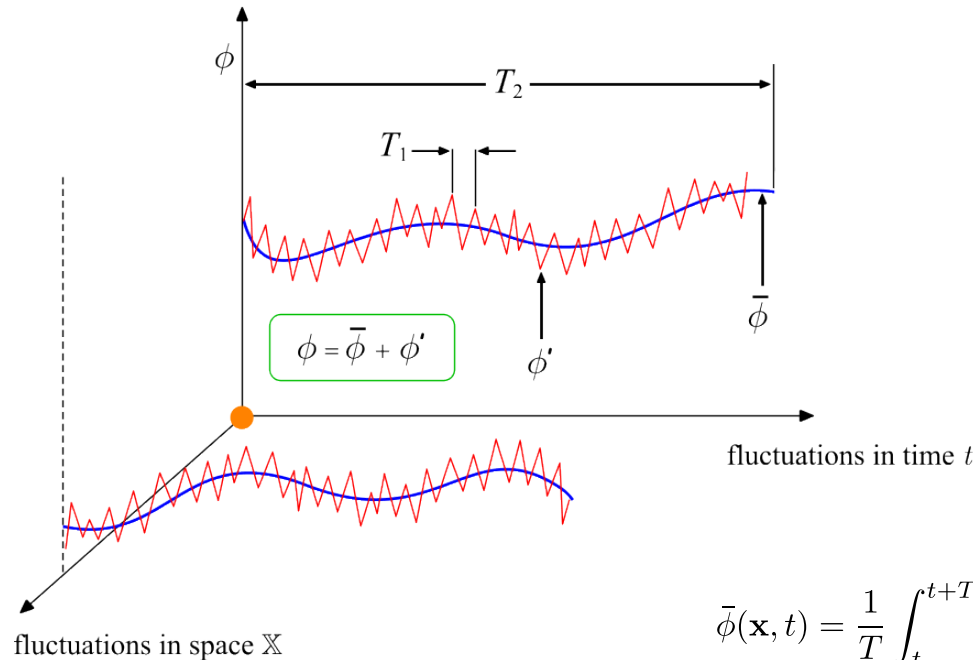 ϕ
T₂
T₁
ϕ̄
ϕ = ϕ̄ + ϕ′
ϕ′
fluctuations in time t
ϕ̄(x, t) = 1/T ∫ₜ^{t+T}
fluctuations in space 𝕏